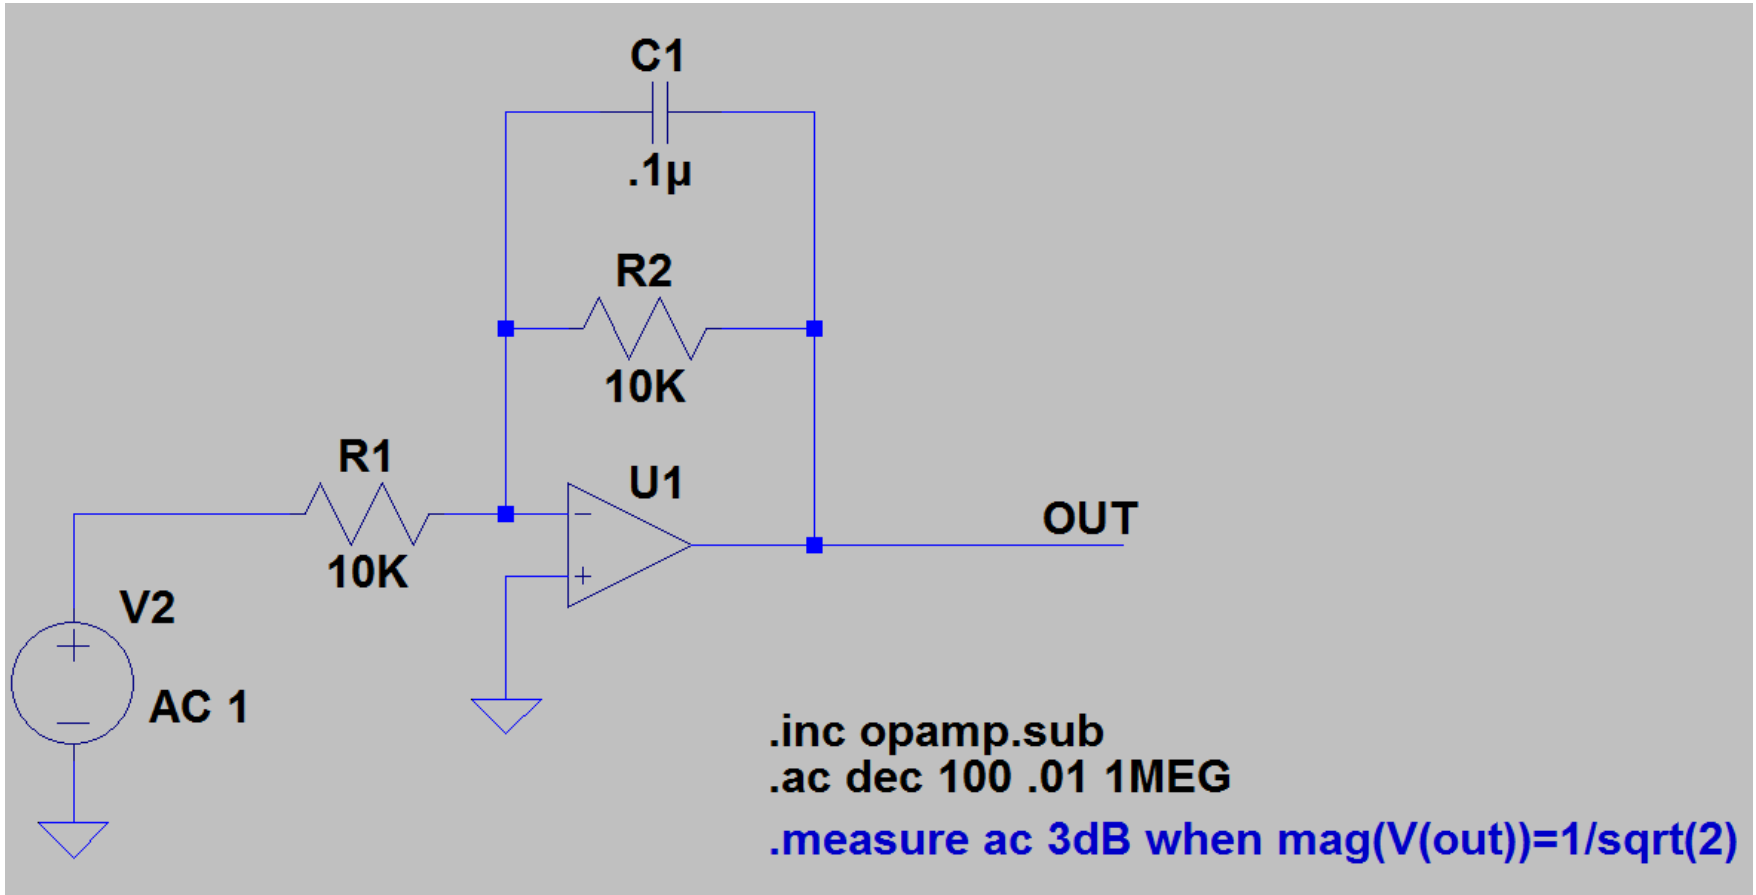 C1
.1µ
R2
10K
R1
U1
OUT
10K
V2
AC 1
.inc opamp.sub
.ac dec 100 .01 1MEG
.measure ac 3dB when mag(V(out))=1/sqrt(2)